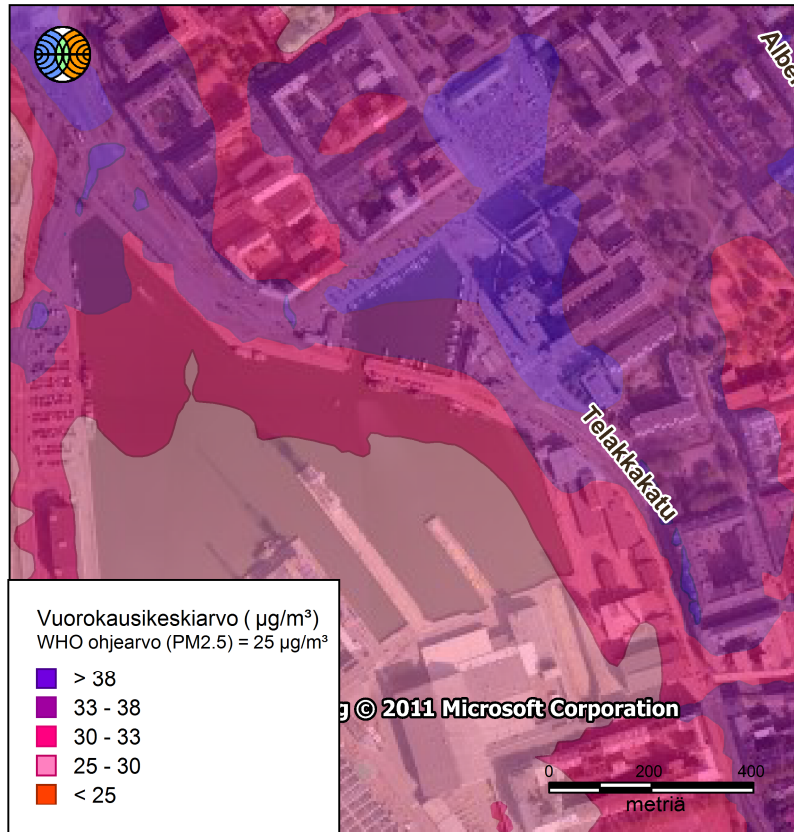 Telakkakatu
Vuorokausikeskiarvo ( µg/m³)
WHO ohjearvo (PM2.5) = 25 µg/m³
> 38
33 - 38
30 - 33
25 - 30
< 25
© 2011 Microsoft Corporation
0 200 400
metriä